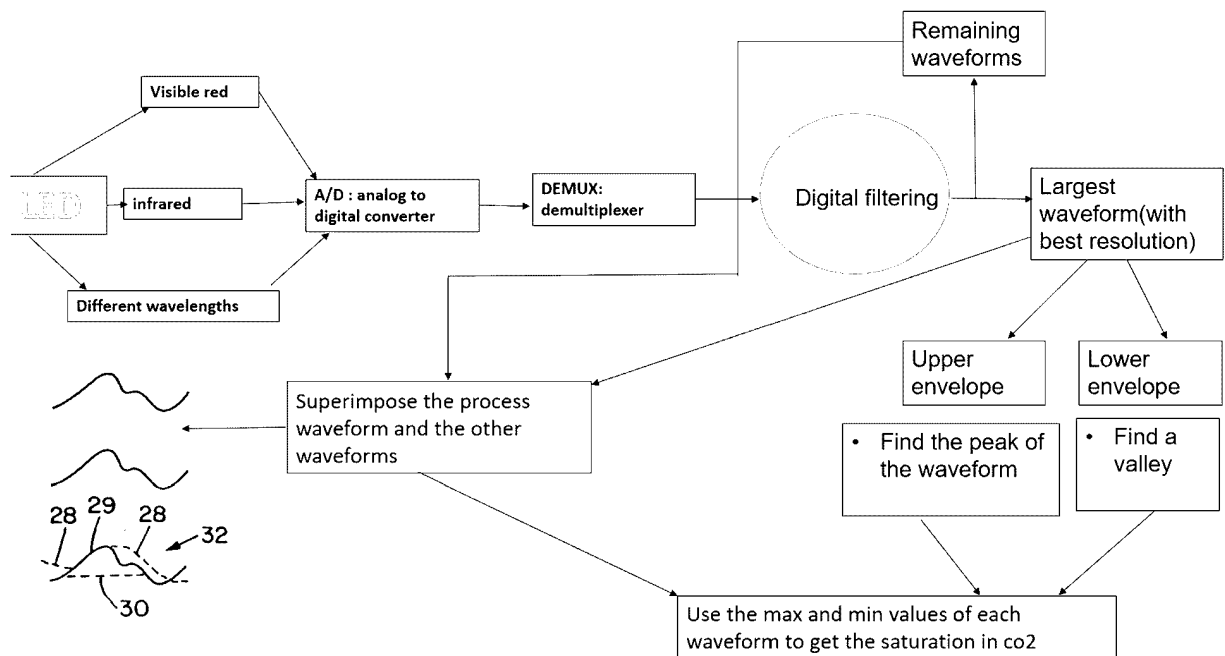 Remaining
waveforms
Visible red
LED
infrared
A/D : analog to
digital converter
DEMUX:
demultiplexer
Digital filtering
Largest
waveform(with
best resolution)
Different wavelengths
Upper
envelope
Lower
envelope
Superimpose the process
waveform and the other
waveforms
• Find the peak of
the waveform
• Find a
valley
28 29 28
32
30
Use the max and min values of each
waveform to get the saturation in co2